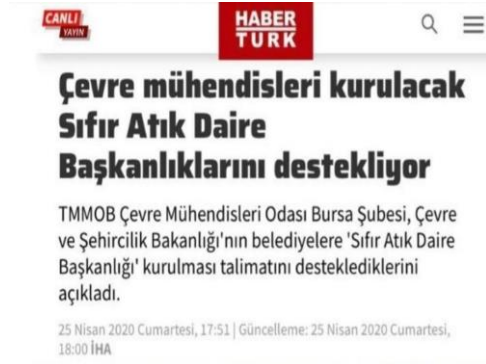 CANLI
YAYIN
HABER
TURK
Çevre mühendisleri kurulacak
Sıfır Atık Daire
Başkanlıklarını destekliyor
TMMOB Çevre Mühendisleri Odası Bursa Şubesi, Çevre
ve Şehircilik Bakanlığı'nın belediyelere 'Sıfır Atık Daire
Başkanlığı' kurulması talimatını desteklediklerini
açıkladı.
25 Nisan 2020 Cumartesi, 17:51 | Güncelleme: 25 Nisan 2020 Cumartesi,
18:00 İHA